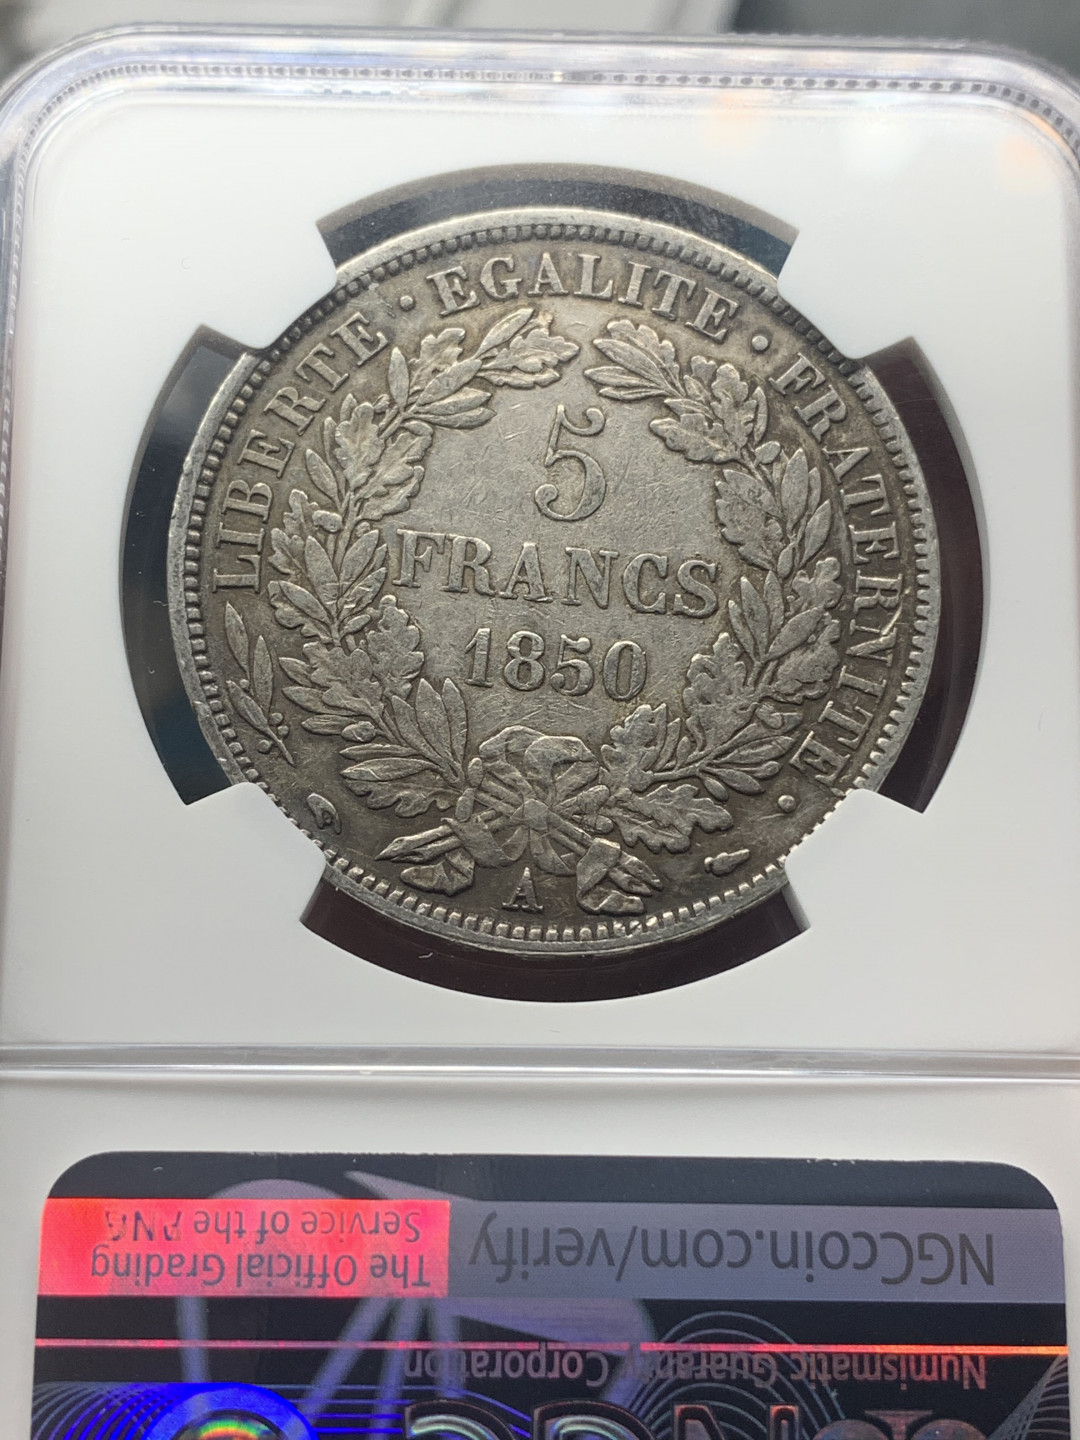 LIBERTE · EGALITE · FRATERNITE ·
5
FRANCS
1850
A
NGCcoin.com/verify
The Official Grading
Service of the PNG
Numismatic Guaranty Corporation
NGC